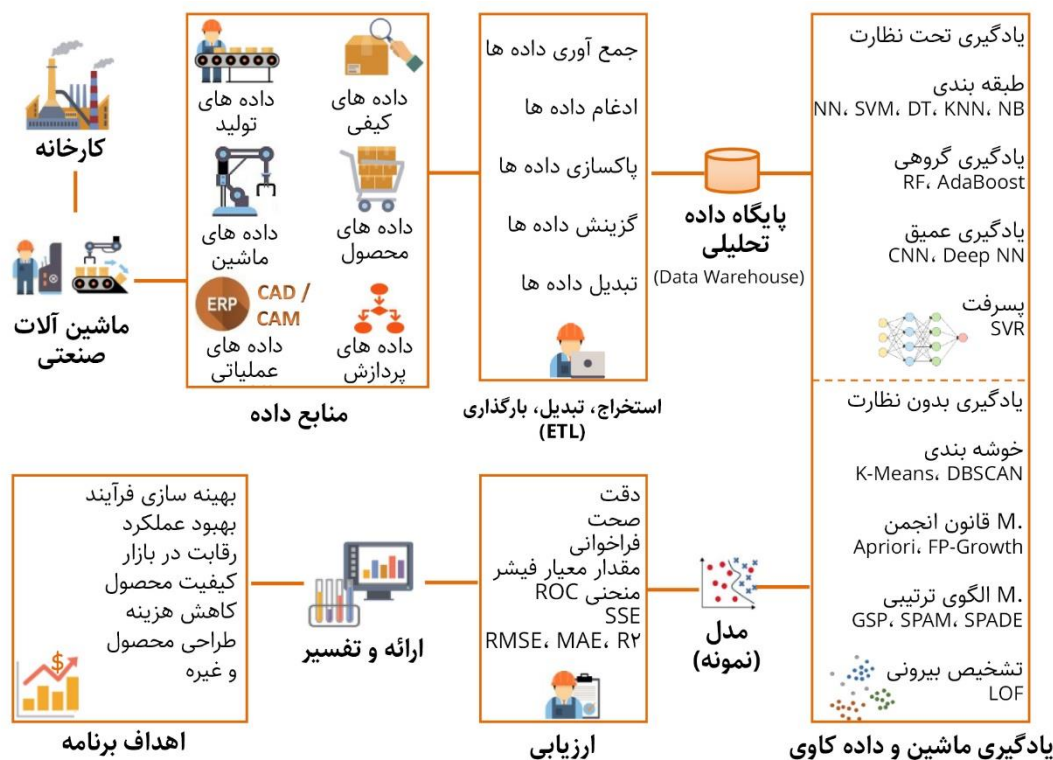 کارخانه
ماشین آلات
صنعتی
داده های
تولید
داده های
کیفی
داده های
ماشین
داده های
محصول
ERP
CAD /
CAM
داده های
عملیاتی
داده های
پردازش
منابع داده
جمع آوری داده ها
ادغام داده ها
پاکسازی داده ها
گزینش داده ها
تبدیل داده ها
استخراج، تبدیل، بارگذاری
(ETL)
پایگاه داده
تحلیلی
(Data Warehouse)
یادگیری تحت نظارت
طبقه بندی
NN، SVM، DT، KNN، NB
یادگیری گروهی
RF، AdaBoost
یادگیری عمیق
CNN، Deep NN
پسرفت
SVR
یادگیری بدون نظارت
خوشه بندی
K-Means، DBSCAN
M. قانون انجمن
Apriori، FP-Growth
M. الگوی ترتیبی
GSP، SPAM، SPADE
تشخیص بیرونی
LOF
یادگیری ماشین و داده کاوی
مدل
(نمونه)
دقت
صحت
فراخوانی
مقدار معیار فیشر
منحنی ROC
SSE
RMSE، MAE، R۲
ارزیابی
ارائه و تفسیر
بهینه سازی فرآیند
بهبود عملکرد
رقابت در بازار
کیفیت محصول
کاهش هزینه
طراحی محصول
و غیره
$
اهداف برنامه